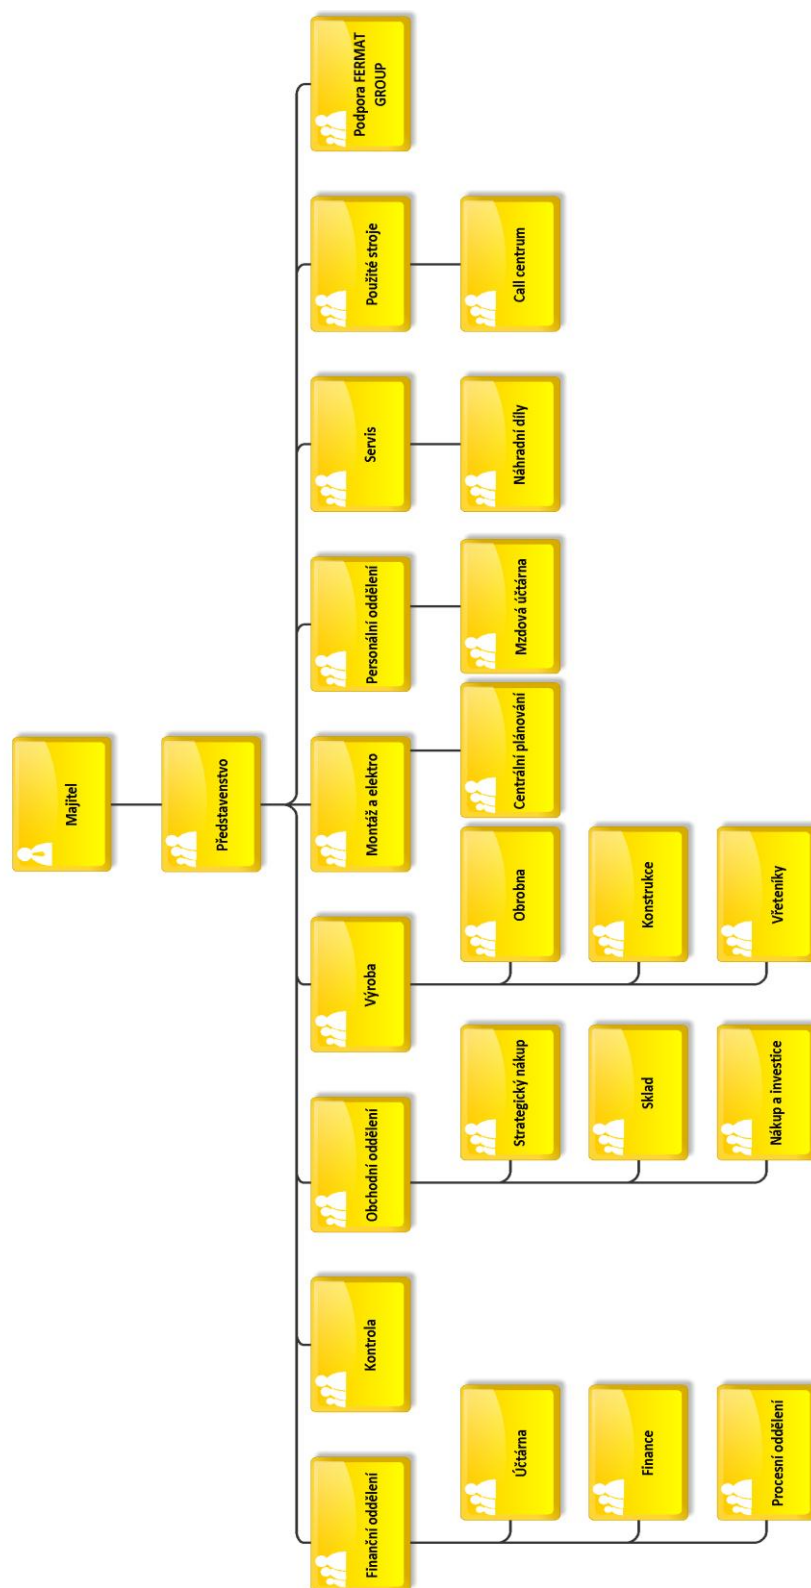 Majitel
Představenstvo
Finanční oddělení
Kontrola
Obchodní oddělení
Výroba
Montáž a elektro
Personální oddělení
Servis
Použité stroje
Podpora FERMAT
GROUP
Účtárna
Strategický nákup
Obrobna
Centrální plánování
Mzdová účtárna
Náhradní díly
Call centrum
Finance
Sklad
Konstrukce
Procesní oddělení
Nákup a investice
Vřeteníky